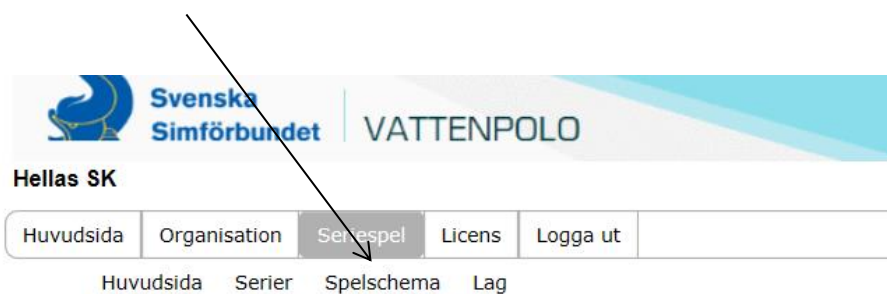 Svenska
Simförbundet
VATTENPOLO
Hellas SK
Huvudsida Organisation Seriespel Licens Logga ut
Huvudsida Serier Spelschema Lag